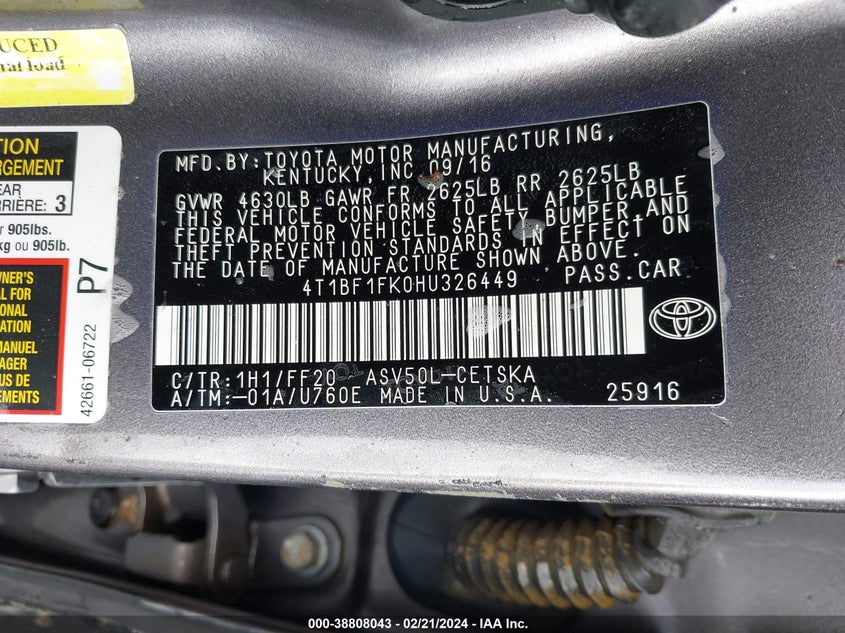 UCED
ral load
TION
RGEMENT
EAR
RRIÈRE: 3
r 905lbs.
kg ou 905lb.
WNER'S
FOR
IONAL
ATION
MANUEL
AGER
PLUS
EMENTS
P7
42661-06722
MFD.BY:TOYOTA MOTOR MANUFACTURING,
KENTUCKY,INC 09/16
GVWR 4630LB GAWR FR 2625LB RR 2625LB
THIS VEHICLE CONFORMS TO ALL APPLICABLE
FEDERAL MOTOR VEHICLE SAFETY,BUMPER,AND
THEFT PREVENTION STANDARDS IN EFFECT ON
THE DATE OF MANUFACTURE SHOWN ABOVE.
4T1BF1FK0HU326449 PASS.CAR
C/TR:1H1/FF20 ASV50L-CETSKA
A/TM:-01A/U760E MADE IN U.S.A. 25916
000-38808043 - 02/21/2024 - IAA Inc.